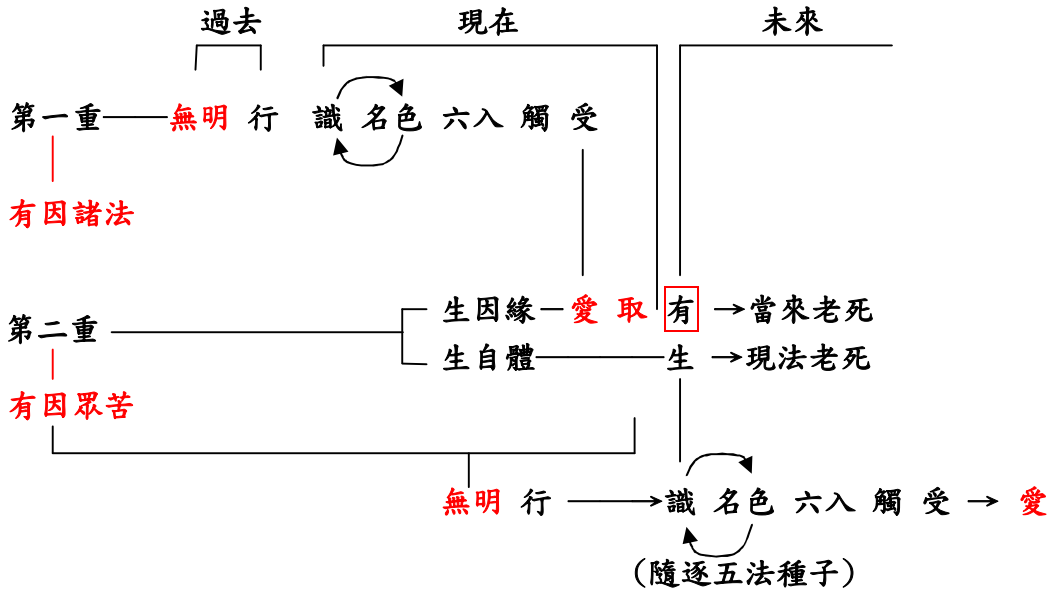 過去 現在 未來
第一重 無明 行 識 名色 六入 觸 受
有因諸法
生因緣 愛 取 有 當來老死
第二重
生自體 生 現法老死
有因眾苦
無明 行 識 名色 六入 觸 受 愛
(隨逐五法種子)